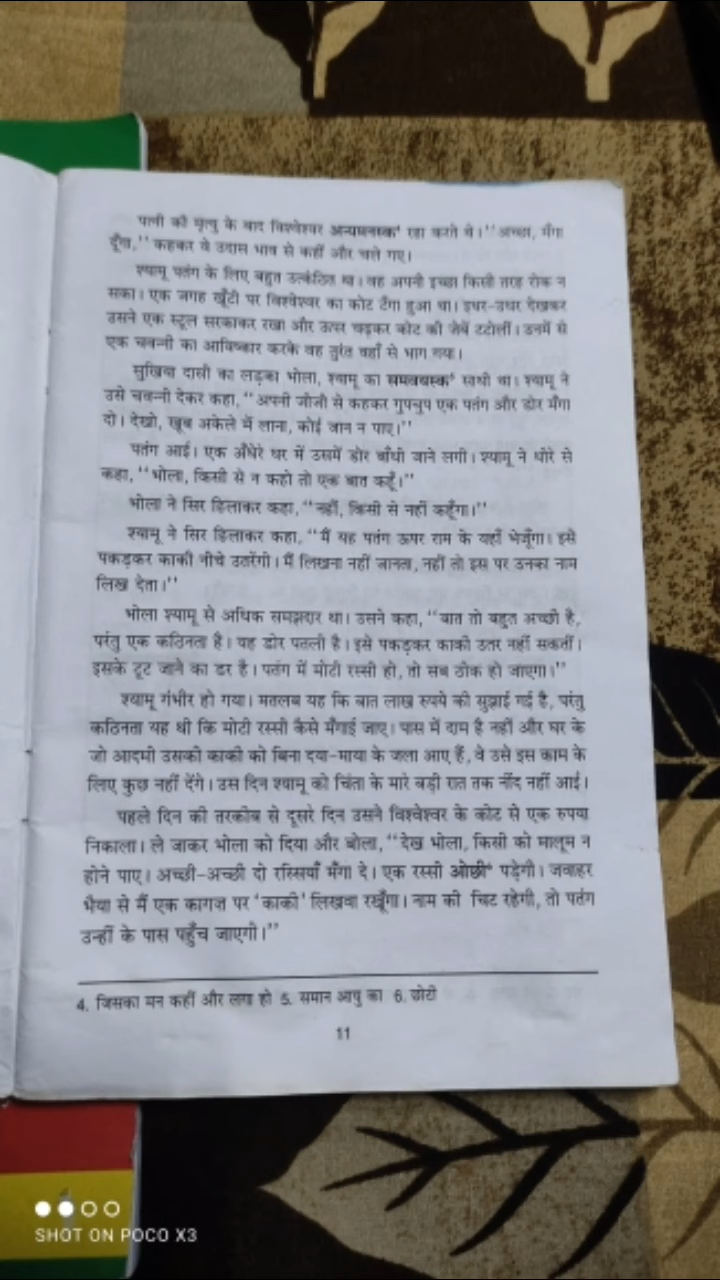 पत्नी की मृत्यु के बाद विश्वेश्वर अन्यमनस्क⁴ रहा करते थे। "अच्छा, मँगा
दूँगा," कहकर वे उदास भाव से कहीं और चले गए।
श्यामू पतंग के लिए बहुत उत्कंठित था। वह अपनी इच्छा किसी तरह रोक न
सका। एक जगह खूँटी पर विश्वेश्वर का कोट टँगा हुआ था। इधर-उधर देखकर
उसने एक स्टूल सरकाकर रखा और ऊपर चढ़कर कोट की जेबें टटोलीं। उनमें से
एक चवन्नी का आविष्कार करके वह तुरंत वहाँ से भाग गया।
सुखिया दासी का लड़का भोला, श्यामू का समवयस्क⁵ साथी था। श्यामू ने
उसे चवन्नी देकर कहा, "अपनी जीजी से कहकर गुपचुप एक पतंग और डोर मँगा
दो। देखो, खूब अकेले में लाना, कोई जान न पाए।"
पतंग आई। एक अँधेरे घर में उसमें डोर बाँधी जाने लगी। श्यामू ने धीरे से
कहा, "भोला, किसी से न कहो तो एक बात कहूँ।"
भोला ने सिर हिलाकर कहा, "नहीं, किसी से नहीं कहूँगा।"
श्यामू ने सिर हिलाकर कहा, "मैं यह पतंग ऊपर राम के यहाँ भेजूँगा। इसे
पकड़कर काकी नीचे उतरेंगी। मैं लिखना नहीं जानता, नहीं तो इस पर उनका नाम
लिख देता।"
भोला श्यामू से अधिक समझदार था। उसने कहा, "बात तो बहुत अच्छी है,
परंतु एक कठिनता है। यह डोर पतली है। इसे पकड़कर काकी उतर नहीं सकतीं।
इसके टूट जाने का डर है। पतंग में मोटी रस्सी हो, तो सब ठीक हो जाएगा।"
श्यामू गंभीर हो गया। मतलब यह कि बात लाख रुपये की सुझाई गई है, परंतु
कठिनता यह थी कि मोटी रस्सी कैसे मँगाई जाए। पास में दाम है नहीं और घर के
जो आदमी उसकी काकी को बिना दया-माया के जला आए हैं, वे उसे इस काम के
लिए कुछ नहीं देंगे। उस दिन श्यामू को चिंता के मारे बड़ी रात तक नींद नहीं आई।
पहले दिन की तरकीब से दूसरे दिन उसने विश्वेश्वर के कोट से एक रुपया
निकाला। ले जाकर भोला को दिया और बोला, "देख भोला, किसी को मालूम न
होने पाए। अच्छी-अच्छी दो रस्सियाँ मँगा दे। एक रस्सी ओछी⁶ पड़ेगी। जवाहर
भैया से मैं एक कागज पर 'काकी' लिखवा रखूँगा। नाम की चिट रहेगी, तो पतंग
उन्हीं के पास पहुँच जाएगी।"
4. जिसका मन कहीं और लगा हो 5. समान आयु का 6. छोटी
11
SHOT ON POCO X3